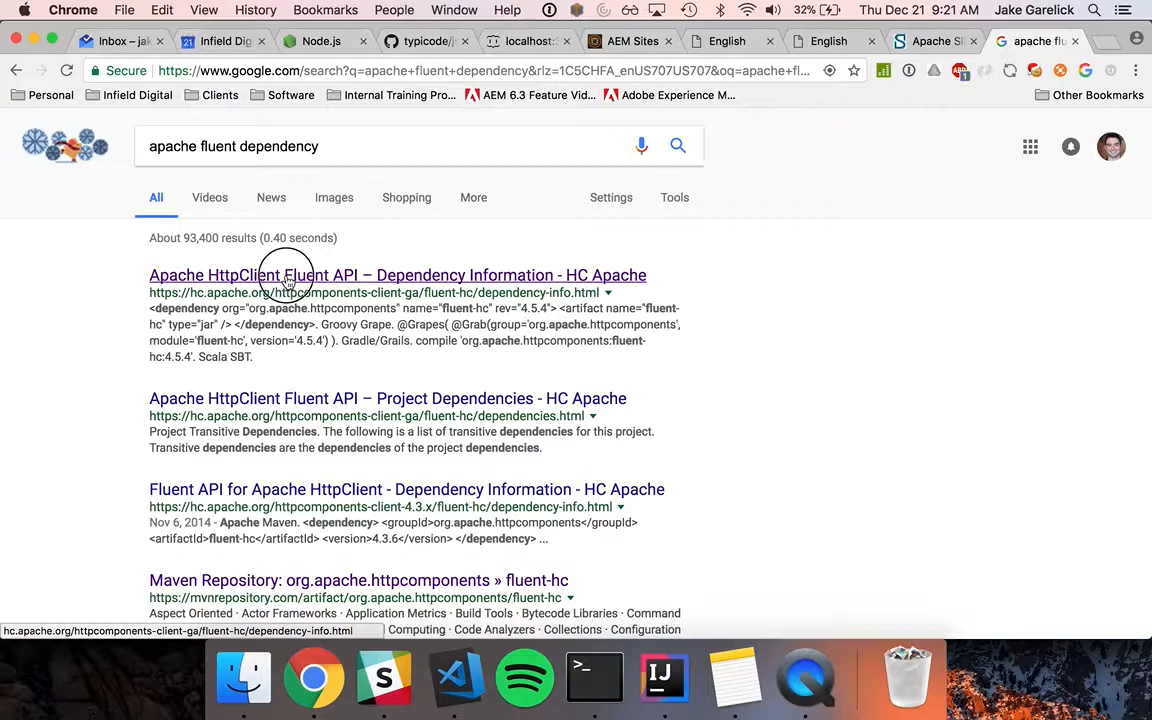 Chrome File Edit View History Bookmarks People Window Help 32% Thu Dec 21 9:21 AM Jake Garelick
Inbox – jak 21 Infield Dig Node.js typicode/js localhost: AEM Sites English English Apache Sl apache flu
Secure https://www.google.com/search?q=apache+fluent+dependency&rlz=1C5CHFA_enUS707US707&oq=apache+fl...
Personal Infield Digital Clients Software Internal Training Pro... AEM 6.3 Feature Vid... Adobe Experience M... Other Bookmarks
apache fluent dependency
All Videos News Images Shopping More Settings Tools
About 93,400 results (0.40 seconds)
Apache HttpClient Fluent API – Dependency Information - HC Apache
https://hc.apache.org/httpcomponents-client-ga/fluent-hc/dependency-info.html
<dependency org="org.apache.httpcomponents" name="fluent-hc" rev="4.5.4"> <artifact name="fluent-
hc" type="jar" /> </dependency>. Groovy Grape. @Grapes( @Grab(group='org.apache.httpcomponents',
module='fluent-hc', version='4.5.4') ). Gradle/Grails. compile 'org.apache.httpcomponents:fluent-
hc:4.5.4'. Scala SBT.
Apache HttpClient Fluent API – Project Dependencies - HC Apache
https://hc.apache.org/httpcomponents-client-ga/fluent-hc/dependencies.html
Project Transitive Dependencies. The following is a list of transitive dependencies for this project.
Transitive dependencies are the dependencies of the project dependencies.
Fluent API for Apache HttpClient - Dependency Information - HC Apache
https://hc.apache.org/httpcomponents-client-4.3.x/fluent-hc/dependency-info.html
Nov 6, 2014 - Apache Maven. <dependency> <groupId>org.apache.httpcomponents</groupId>
<artifactId>fluent-hc</artifactId> <version>4.3.6</version> </dependency> ...
Maven Repository: org.apache.httpcomponents » fluent-hc
https://mvnrepository.com/artifact/org.apache.httpcomponents/fluent-hc
Aspect Oriented · Actor Frameworks · Application Metrics · Build Tools · Bytecode Libraries · Command
hc.apache.org/httpcomponents-client-ga/fluent-hc/dependency-info.html Computing · Code Analyzers · Collections · Configuration
S >_ IJ